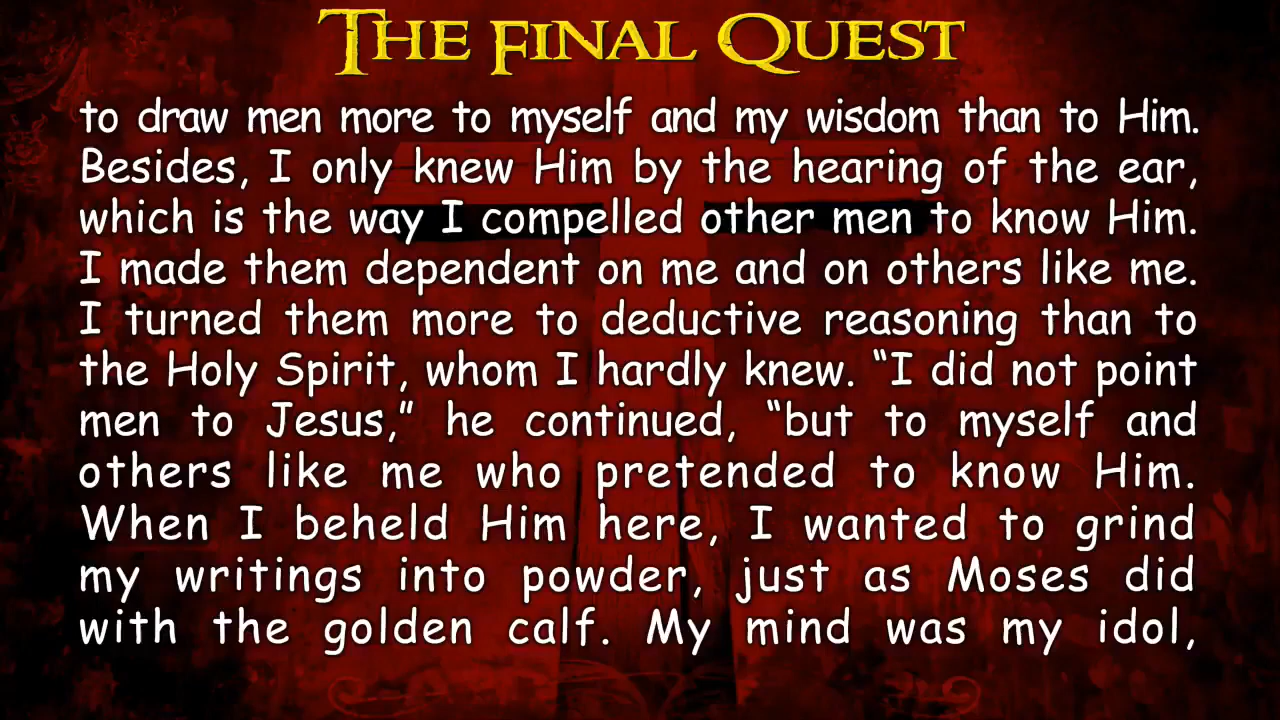 The Final Quest
to draw men more to myself and my wisdom than to Him.
Besides, I only knew Him by the hearing of the ear,
which is the way I compelled other men to know Him.
I made them dependent on me and on others like me.
I turned them more to deductive reasoning than to
the Holy Spirit, whom I hardly knew. “I did not point
men to Jesus,” he continued, “but to myself and
others like me who pretended to know Him.
When I beheld Him here, I wanted to grind
my writings into powder, just as Moses did
with the golden calf. My mind was my idol,